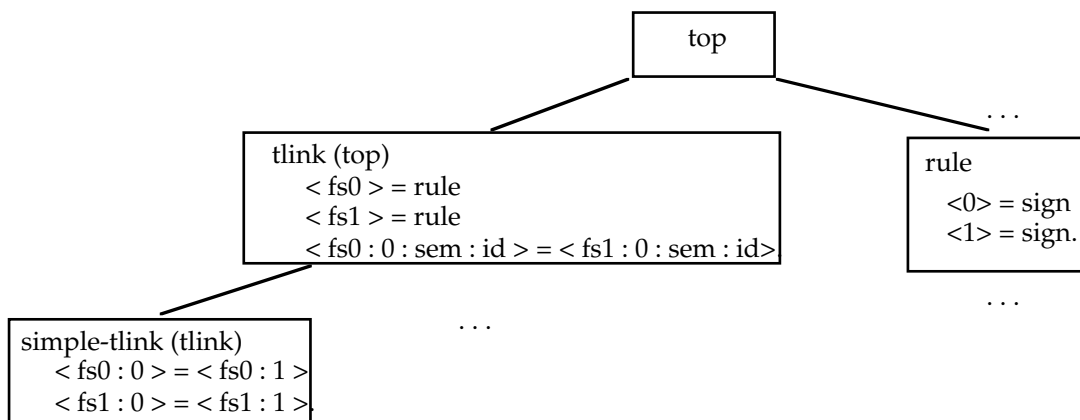 top
. . .
tlink (top)
< fs0 > = rule
< fs1 > = rule
< fs0 : 0 : sem : id > = < fs1 : 0 : sem : id>.
rule
<0> = sign
<1> = sign.
. . .
. . .
simple-tlink (tlink)
< fs0 : 0 > = < fs0 : 1 >
< fs1 : 0 > = < fs1 : 1 >.